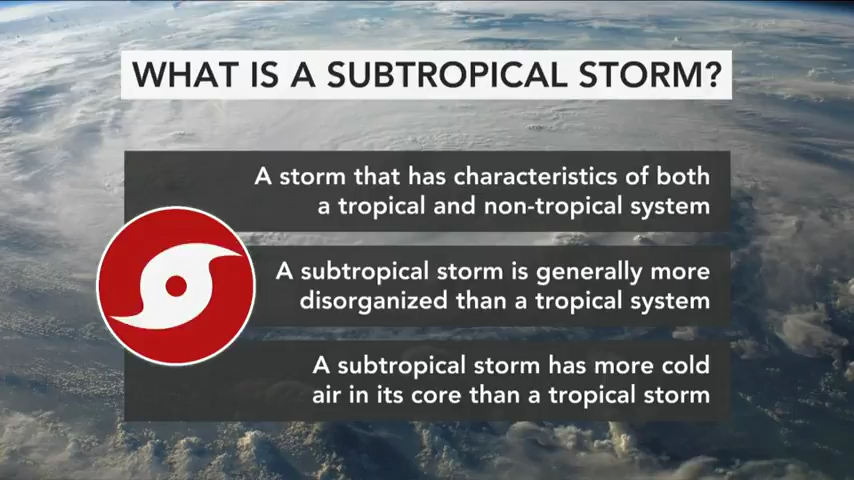 WHAT IS A SUBTROPICAL STORM?
A storm that has characteristics of both
a tropical and non-tropical system
A subtropical storm is generally more
disorganized than a tropical system
A subtropical storm has more cold
air in its core than a tropical storm